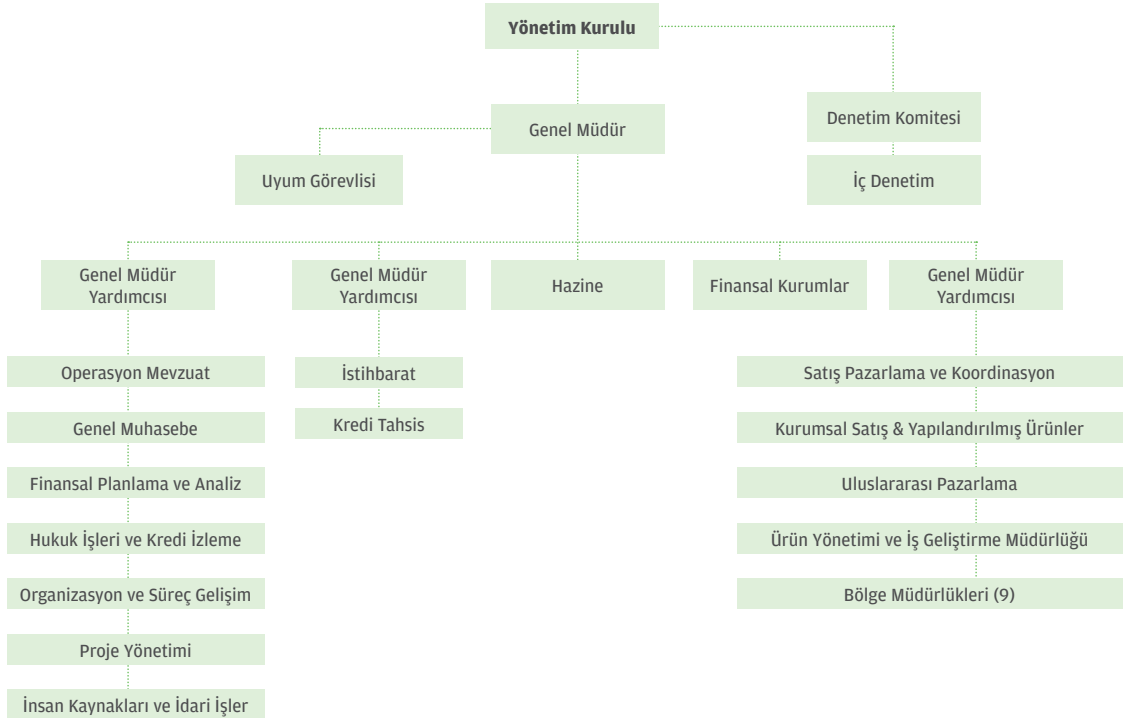 Yönetim Kurulu
Genel Müdür
Denetim Komitesi
Uyum Görevlisi
İç Denetim
Genel Müdür
Yardımcısı
Genel Müdür
Yardımcısı
Hazine
Finansal Kurumlar
Genel Müdür
Yardımcısı
Operasyon Mevzuat
Genel Muhasebe
Finansal Planlama ve Analiz
Hukuk İşleri ve Kredi İzleme
Organizasyon ve Süreç Gelişim
Proje Yönetimi
İnsan Kaynakları ve İdari İşler
İstihbarat
Kredi Tahsis
Satış Pazarlama ve Koordinasyon
Kurumsal Satış & Yapılandırılmış Ürünler
Uluslararası Pazarlama
Ürün Yönetimi ve İş Geliştirme Müdürlüğü
Bölge Müdürlükleri (9)